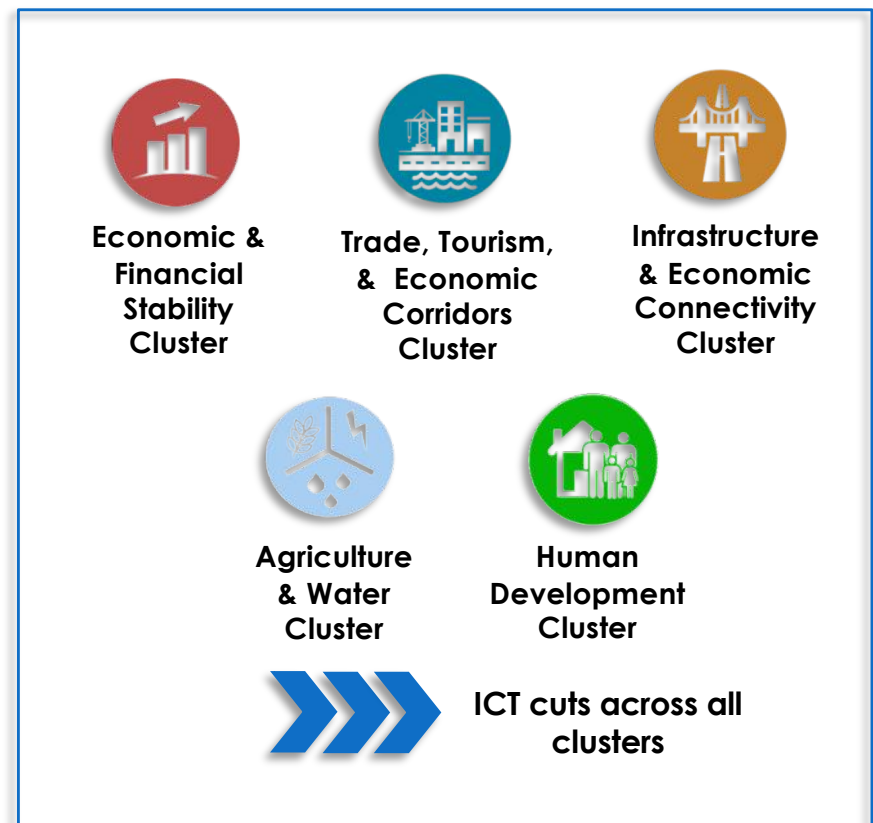 Economic &
Financial
Stability
Cluster
Trade, Tourism,
& Economic
Corridors
Cluster
Infrastructure
& Economic
Connectivity
Cluster
Agriculture
& Water
Cluster
Human
Development
Cluster
ICT cuts across all
clusters